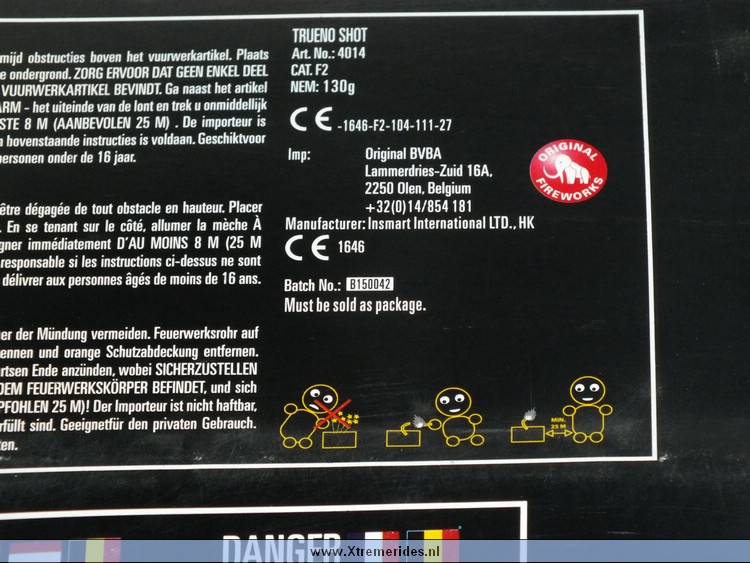 mijd obstructies boven het vuurwerkartikel. Plaats
e ondergrond. ZORG ERVOOR DAT GEEN ENKEL DEEL
VUURWERKARTIKEL BEVINDT. Ga naast het artikel
ARM - het uiteinde van de lont en trek u onmiddellijk
STE 8 M (AANBEVOLEN 25 M) . De importeur is
n bovenstaande instructies is voldaan. Geschiktvoor
personen onder de 16 jaar.
être dégagée de tout obstacle en hauteur. Placer
. En se tenant sur le côté, allumer la mèche À
gner immédiatement D'AU MOINS 8 M (25 M
responsable si les instructions ci-dessus ne sont
délivrer aux personnes âgés de moins de 16 ans.
er der Mündung vermeiden. Feuerwerksrohr auf
ennen und orange Schutzabdeckung entfernen.
rtsen Ende anzünden, wobei SICHERZUSTELLEN
DEM FEUERWERKSKÖRPER BEFINDET, und sich
PFOHLEN 25 M)! Der Importeur ist nicht haftbar,
rfüllt sind. Geeignetfür den privaten Gebrauch.
ten.
TRUENO SHOT
Art. No.: 4014
CAT. F2
NEM: 130g
CE -1646-F2-104-111-27
Imp: Original BVBA
Lammerdries-Zuid 16A,
2250 Olen, Belgium
+32(0)14/854 181
Manufacturer: Insmart International LTD., HK
CE 1646
Batch No.: B150042
Must be sold as package.
ORIGINAL
FIREWORKS
MIN.
25 M
DANGER
www.Xtremerides.nl